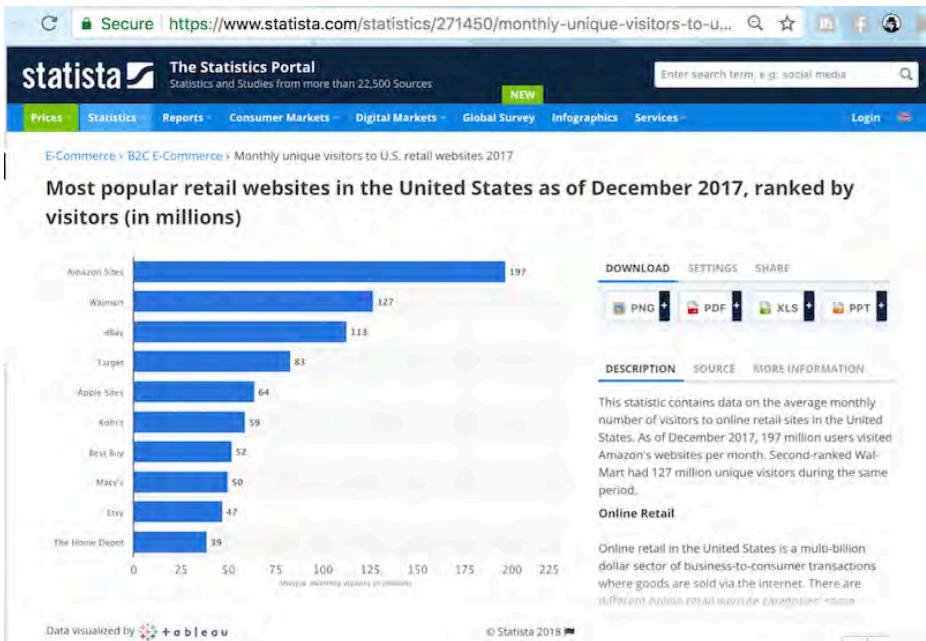 Secure https://www.statista.com/statistics/271450/monthly-unique-visitors-to-u...
statista
The Statistics Portal
Statistics and Studies from more than 22,500 Sources
Enter search term, e.g. social media
NEW
Prices Statistics Reports Consumer Markets Digital Markets Global Survey Infographics Services Login
E-Commerce › B2C E-Commerce › Monthly unique visitors to U.S. retail websites 2017
Most popular retail websites in the United States as of December 2017, ranked by
visitors (in millions)
Amazon Sites 197
Walmart 127
eBay 113
Target 83
Apple Sites 64
Kohl's 59
Best Buy 52
Macy's 50
Etsy 47
The Home Depot 39
0 25 50 75 100 125 150 175 200 225
Unique monthly visitors in millions
Data visualized by + a b l e a u
© Statista 2018
DOWNLOAD SETTINGS SHARE
PNG + PDF + XLS + PPT +
DESCRIPTION SOURCE MORE INFORMATION
This statistic contains data on the average monthly
number of visitors to online retail sites in the United
States. As of December 2017, 197 million users visited
Amazon's websites per month. Second-ranked Wal-
Mart had 127 million unique visitors during the same
period.
Online Retail
Online retail in the United States is a multi-billion
dollar sector of business-to-consumer transactions
where goods are sold via the internet. There are
different online retail website categories